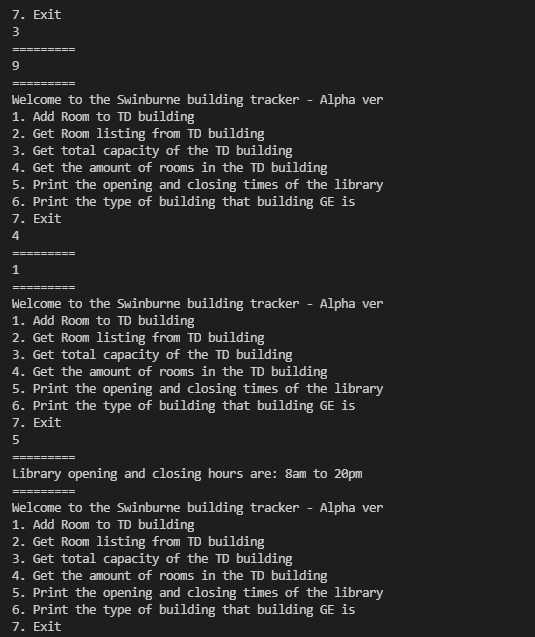 7. Exit
3
=========
9
=========
Welcome to the Swinburne building tracker - Alpha ver
1. Add Room to TD building
2. Get Room listing from TD building
3. Get total capacity of the TD building
4. Get the amount of rooms in the TD building
5. Print the opening and closing times of the library
6. Print the type of building that building GE is
7. Exit
4
=========
1
=========
Welcome to the Swinburne building tracker - Alpha ver
1. Add Room to TD building
2. Get Room listing from TD building
3. Get total capacity of the TD building
4. Get the amount of rooms in the TD building
5. Print the opening and closing times of the library
6. Print the type of building that building GE is
7. Exit
5
=========
Library opening and closing hours are: 8am to 20pm
=========
Welcome to the Swinburne building tracker - Alpha ver
1. Add Room to TD building
2. Get Room listing from TD building
3. Get total capacity of the TD building
4. Get the amount of rooms in the TD building
5. Print the opening and closing times of the library
6. Print the type of building that building GE is
7. Exit